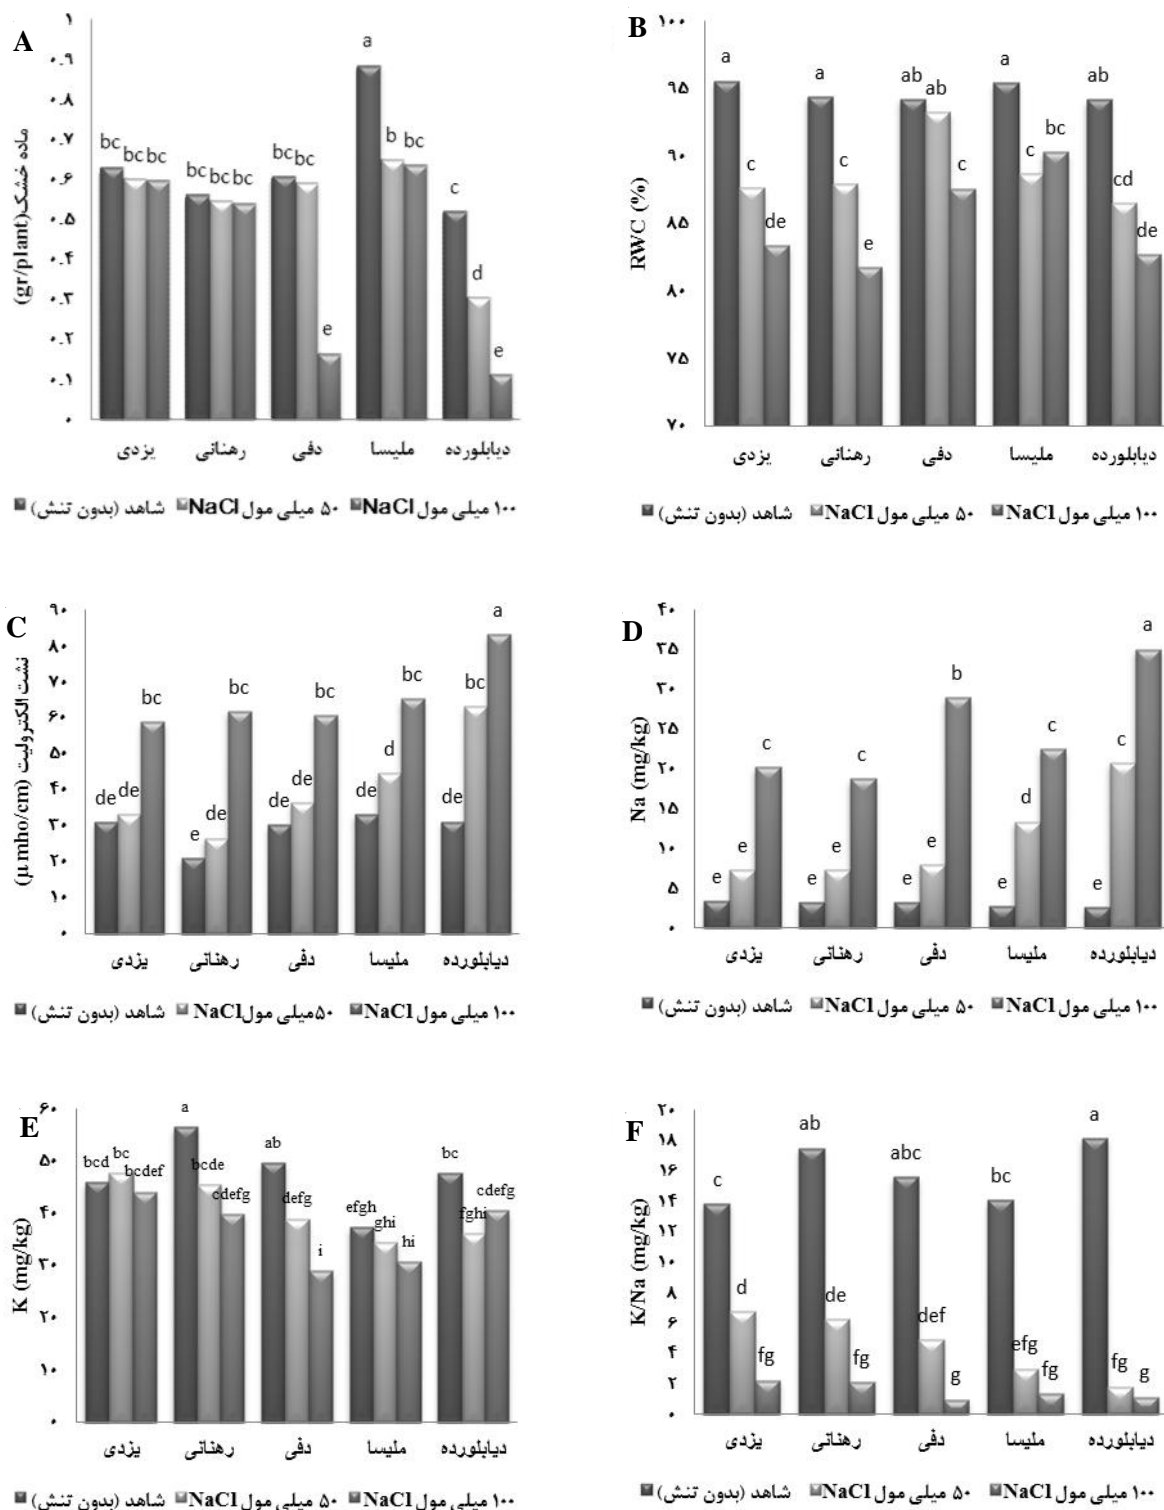 A
ماده خشک (gr/plant)
۱
۰.۹
۰.۸
۰.۷
۰.۶
۰.۵
۰.۴
۰.۳
۰.۲
۰.۱
۰
bc bc bc bc bc bc bc bc e a b bc c d e
یزدی رهنانی دفی ملیسا دیابلورده
شاهد (بدون تنش) ۵۰ میلی مول NaCl ۱۰۰ میلی مول NaCl
B
RWC (%)
۱۰۰
۹۵
۹۰
۸۵
۸۰
۷۵
۷۰
a c de a c e ab ab c a c bc ab cd de
یزدی رهنانی دفی ملیسا دیابلورده
شاهد (بدون تنش) ۵۰ میلی مول NaCl ۱۰۰ میلی مول NaCl
C
نشت الکترولیت (µmho/cm)
۹۰
۸۰
۷۰
۶۰
۵۰
۴۰
۳۰
۲۰
۱۰
۰
de de bc e de bc de de bc de d bc de bc a
یزدی رهنانی دفی ملیسا دیابلورده
شاهد (بدون تنش) ۵۰میلی مول NaCl ۱۰۰ میلی مول NaCl
D
Na (mg/kg)
۴۰
۳۵
۳۰
۲۵
۲۰
۱۵
۱۰
۵
۰
e e c e e c e e b e d c e c a
یزدی رهنانی دفی ملیسا دیابلورده
شاهد (بدون تنش) ۵۰ میلی مول NaCl ۱۰۰ میلی مول NaCl
E
K (mg/kg)
۶۰
۵۰
۴۰
۳۰
۲۰
۱۰
۰
bcd bc bcdef a bcde cdefg ab defg i efgh ghi hi bc fghi cdefg
یزدی رهنانی دفی ملیسا دیابلورده
شاهد (بدون تنش) ۵۰ میلی مول NaCl ۱۰۰ میلی مول NaCl
F
K/Na (mg/kg)
۲۰
۱۸
۱۶
۱۴
۱۲
۱۰
۸
۶
۴
۲
۰
c d fg ab de fg abc def g bc efg fg a fg g
یزدی رهنانی دفی ملیسا دیابلورده
شاهد (بدون تنش) ۵۰ میلی مول NaCl ۱۰۰ میلی مول NaCl